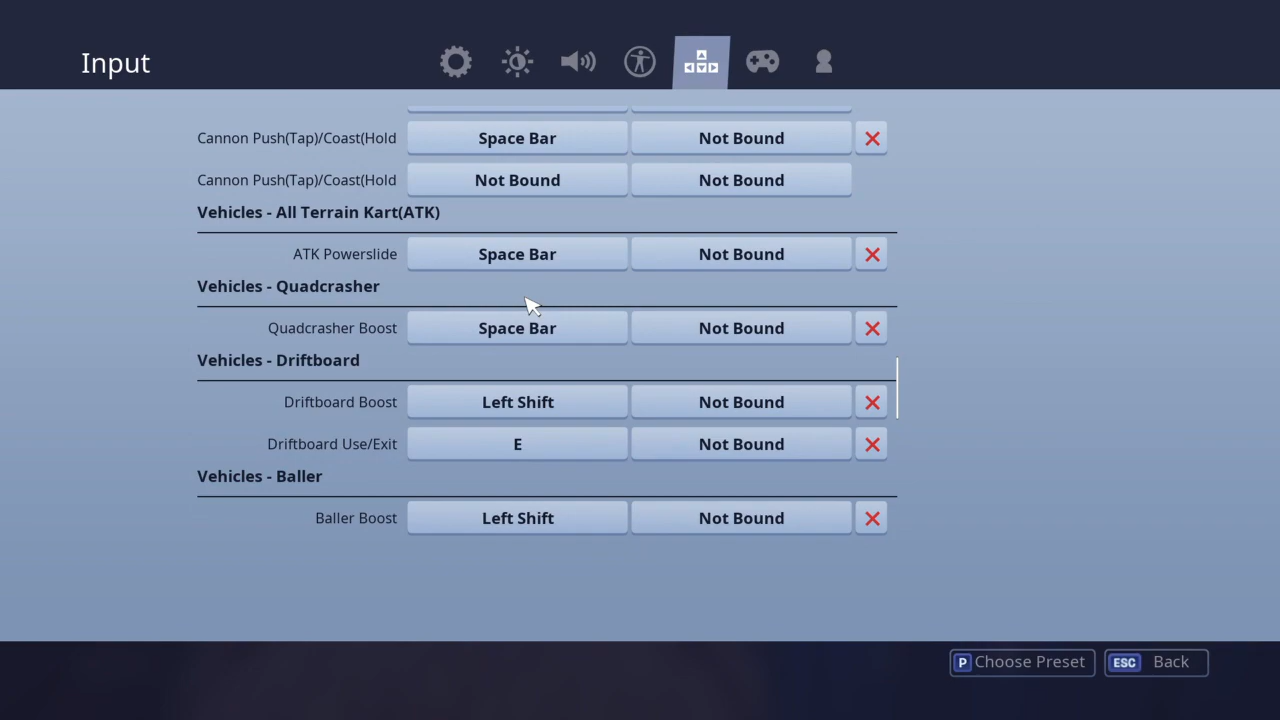 Input
Cannon Push(Tap)/Coast(Hold Space Bar Not Bound
Cannon Push(Tap)/Coast(Hold Not Bound Not Bound
Vehicles - All Terrain Kart(ATK)
ATK Powerslide Space Bar Not Bound
Vehicles - Quadcrasher
Quadcrasher Boost Space Bar Not Bound
Vehicles - Driftboard
Driftboard Boost Left Shift Not Bound
Driftboard Use/Exit E Not Bound
Vehicles - Baller
Baller Boost Left Shift Not Bound
P Choose Preset ESC Back